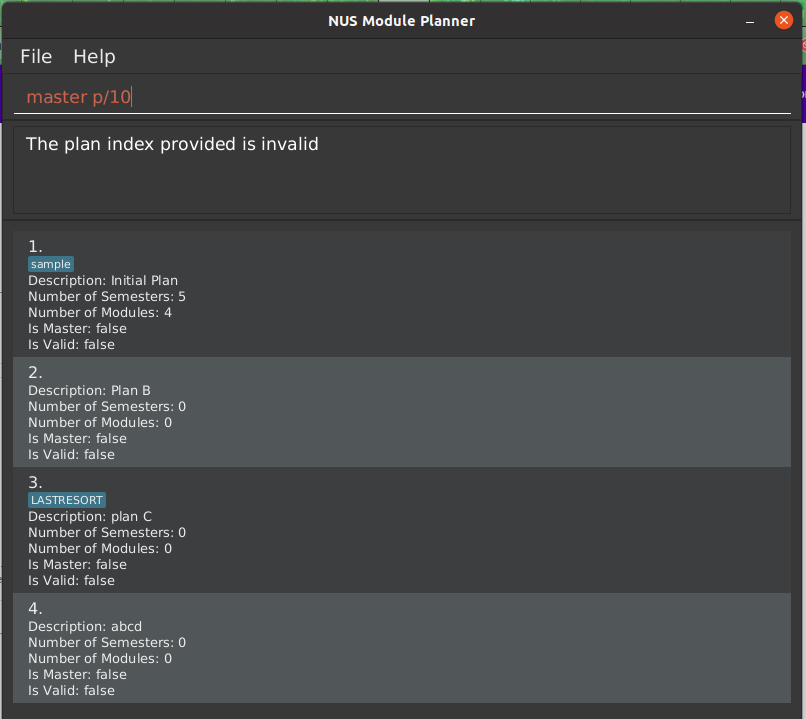 NUS Module Planner
File Help
master p/10
The plan index provided is invalid
1.
sample
Description: Initial Plan
Number of Semesters: 5
Number of Modules: 4
Is Master: false
Is Valid: false
2.
Description: Plan B
Number of Semesters: 0
Number of Modules: 0
Is Master: false
Is Valid: false
3.
LASTRESORT
Description: plan C
Number of Semesters: 0
Number of Modules: 0
Is Master: false
Is Valid: false
4.
Description: abcd
Number of Semesters: 0
Number of Modules: 0
Is Master: false
Is Valid: false